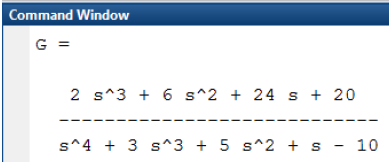 Command Window
G =
2 s^3 + 6 s^2 + 24 s + 20
---------------------------
s^4 + 3 s^3 + 5 s^2 + s - 10